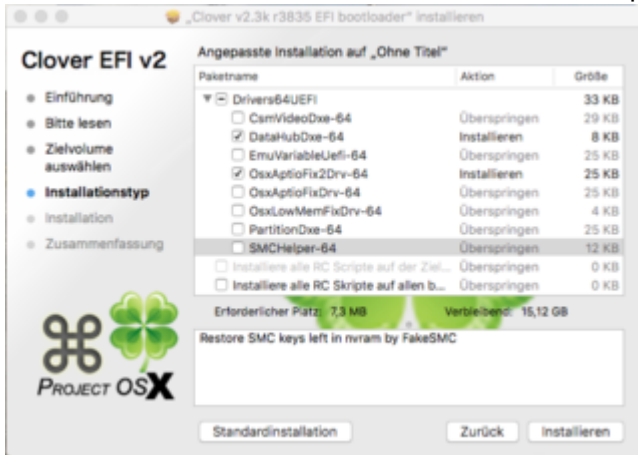 „Clover v2.3k r3835 EFI bootloader" installieren
Clover EFI v2
Einführung
Bitte lesen
Zielvolume
auswählen
Installationstyp
Installation
Zusammenfassung
PROJECT OSX
Angepasste Installation auf „Ohne Titel"
Paketname Aktion Größe
Drivers64UEFI 33 KB
CsmVideoDxe-64 Überspringen 29 KB
DataHubDxe-64 Installieren 8 KB
EmuVariableUefi-64 Überspringen 25 KB
OsxAptioFix2Drv-64 Installieren 25 KB
OsxAptioFixDrv-64 Überspringen 25 KB
OsxLowMemFixDrv-64 Überspringen 4 KB
PartitionDxe-64 Überspringen 25 KB
SMCHelper-64 Überspringen 12 KB
Installiere alle RC Scripte auf der Ziel... Überspringen 0 KB
Installiere alle RC Skripte auf allen b... Überspringen 0 KB
Erforderlicher Platz: 7,3 MB Verbleibend: 15,12 GB
Restore SMC keys left in nvram by FakeSMC
Standardinstallation Zurück Installieren